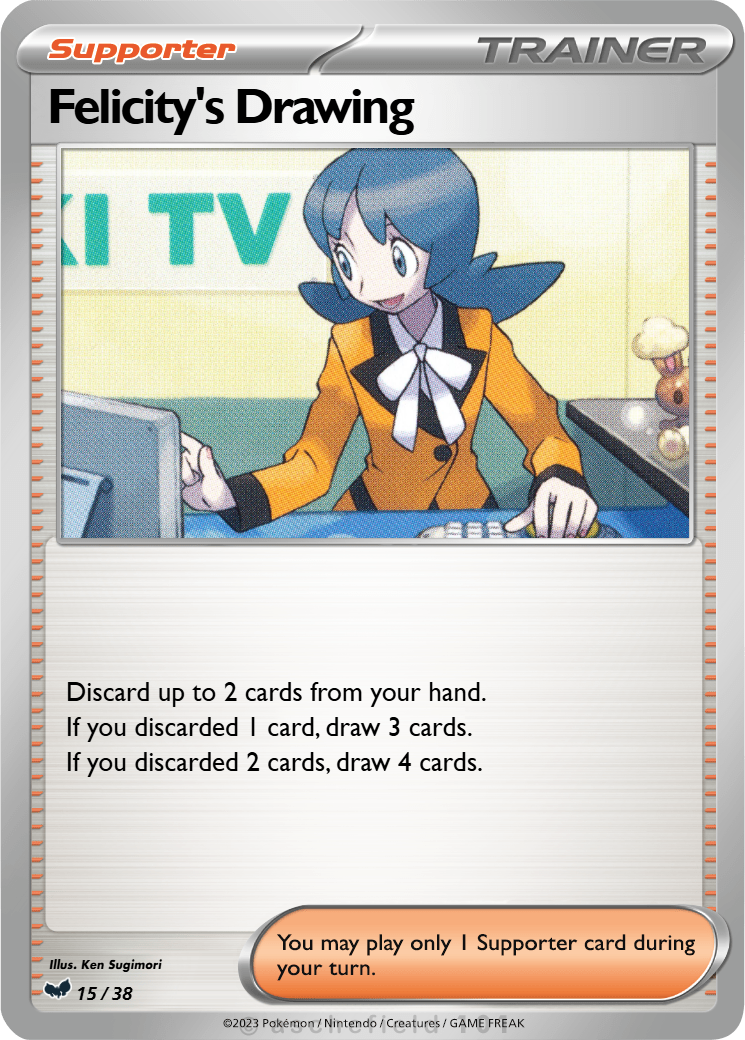 Supporter
TRAINER
Felicity's Drawing
KI TV
Discard up to 2 cards from your hand.
If you discarded 1 card, draw 3 cards.
If you discarded 2 cards, draw 4 cards.
You may play only 1 Supporter card during
your turn.
Illus. Ken Sugimori
15 / 38
©2023 Pokémon / Nintendo / Creatures / GAME FREAK